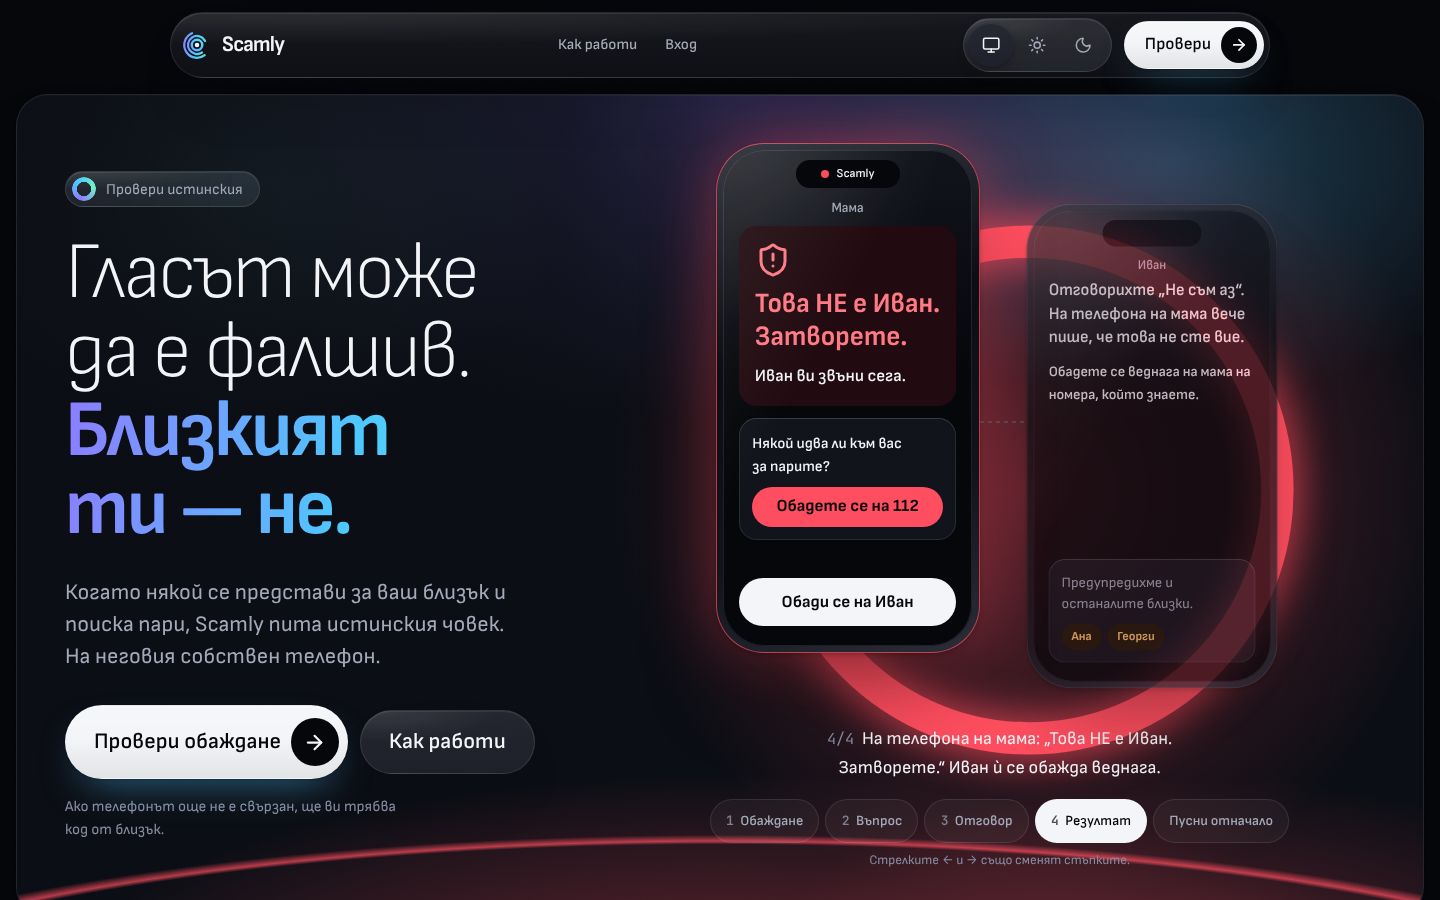 Scamly
Как работи
Вход
Провери
Провери истинския
Гласът може
да е фалшив.
Близкият
ти — не.
Когато някой се представи за ваш близък и
поиска пари, Scamly пита истинския човек.
На неговия собствен телефон.
Провери обаждане
Как работи
Ако телефонът още не е свързан, ще ви трябва
код от близък.
Scamly
Мама
Това НЕ е Иван.
Затворете.
Иван ви звъни сега.
Някой идва ли към вас
за парите?
Обадете се на 112
Обади се на Иван
Иван
Отговорихте „Не съм аз“.
На телефона на мама вече
пише, че това не сте вие.
Обадете се веднага на мама на
номера, който знаете.
Предупредихме и
останалите близки.
Ана
Георги
4/4 На телефона на мама: „Това НЕ е Иван.
Затворете.“ Иван ѝ се обажда веднага.
1 Обаждане
2 Въпрос
3 Отговор
4 Резултат
Пусни отначало
Стрелките ← и → също сменят стъпките.